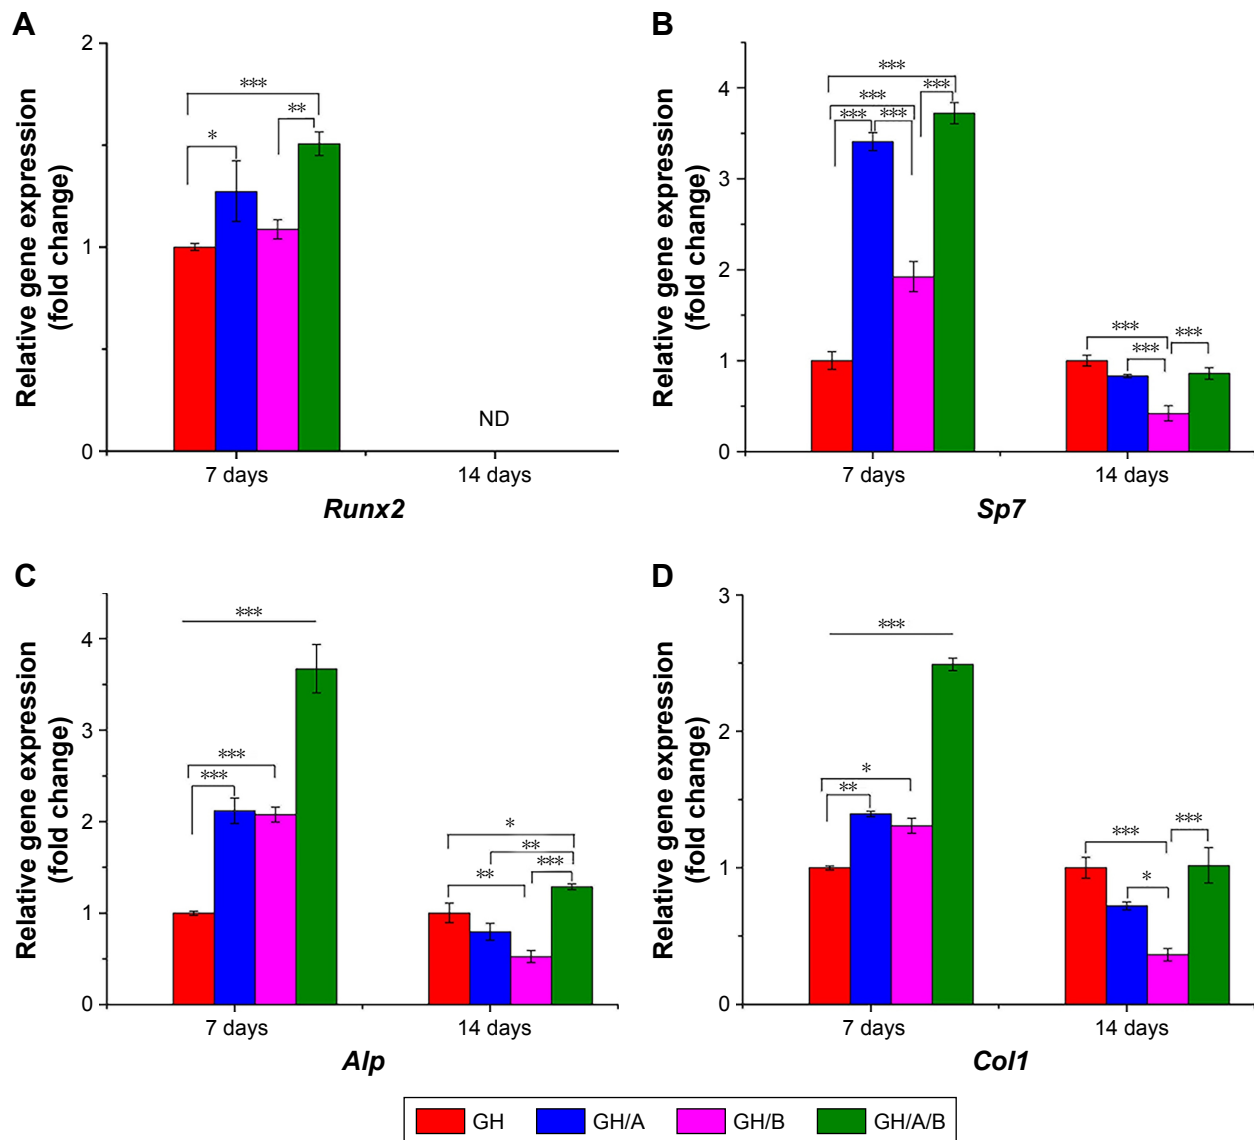 A
Relative gene expression
(fold change)
2
1
0
***
**
*
ND
7 days
14 days
Runx2
B
Relative gene expression
(fold change)
4
3
2
1
0
***
***
***
*** ***
***
***
***
7 days
14 days
Sp7
C
Relative gene expression
(fold change)
4
3
2
1
0
***
***
***
*
**
***
**
7 days
14 days
Alp
D
Relative gene expression
(fold change)
3
2
1
0
***
*
**
***
***
*
7 days
14 days
Col1
GH GH/A GH/B GH/A/B